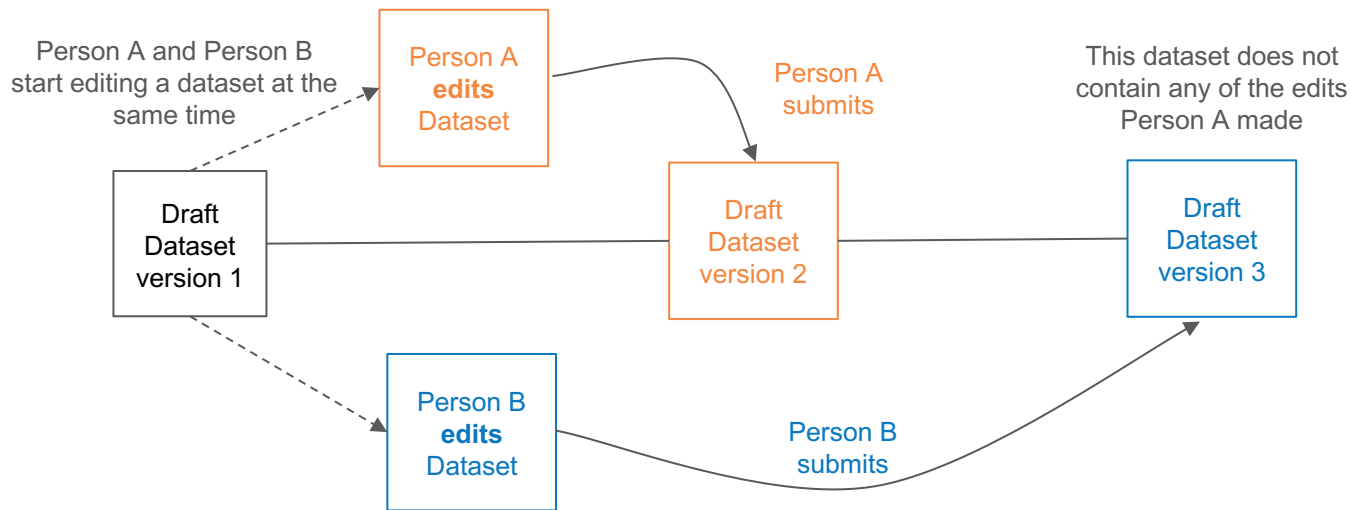 Person A and Person B
start editing a dataset at the
same time
Person A
edits
Dataset
Person A
submits
This dataset does not
contain any of the edits
Person A made
Draft
Dataset
version 1
Draft
Dataset
version 2
Draft
Dataset
version 3
Person B
edits
Dataset
Person B
submits